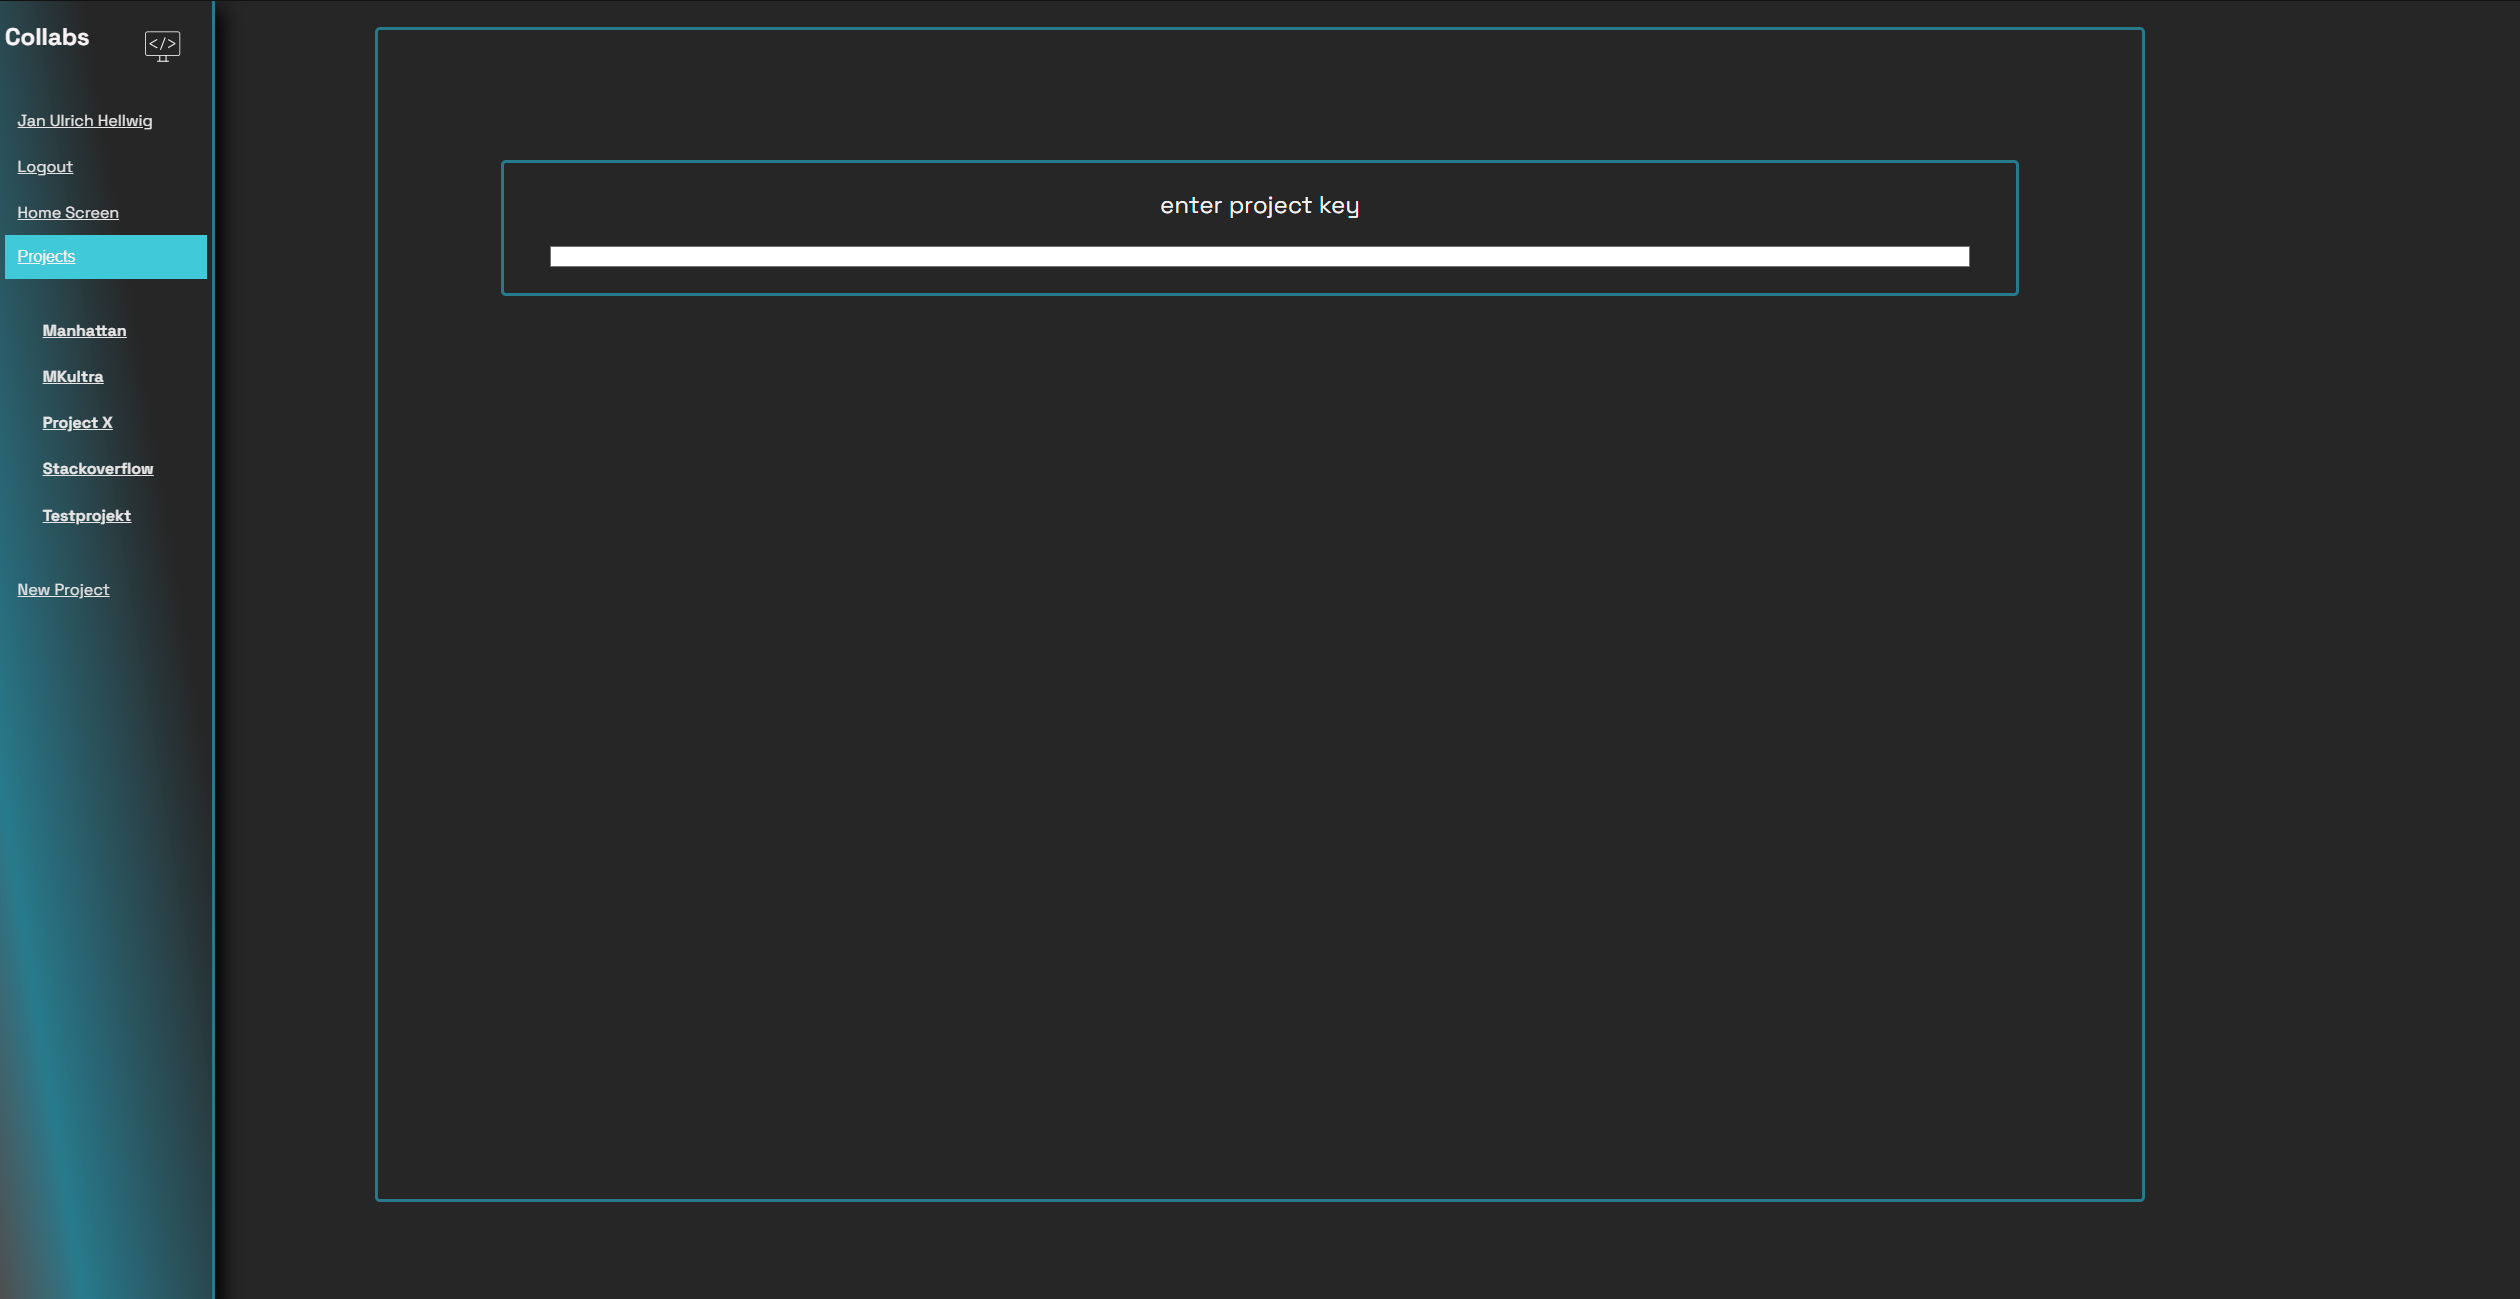 Collabs
</>
Jan Ulrich Hellwig
Logout
Home Screen
Projects
Manhattan
MKultra
Project X
Stackoverflow
Testprojekt
New Project
enter project key